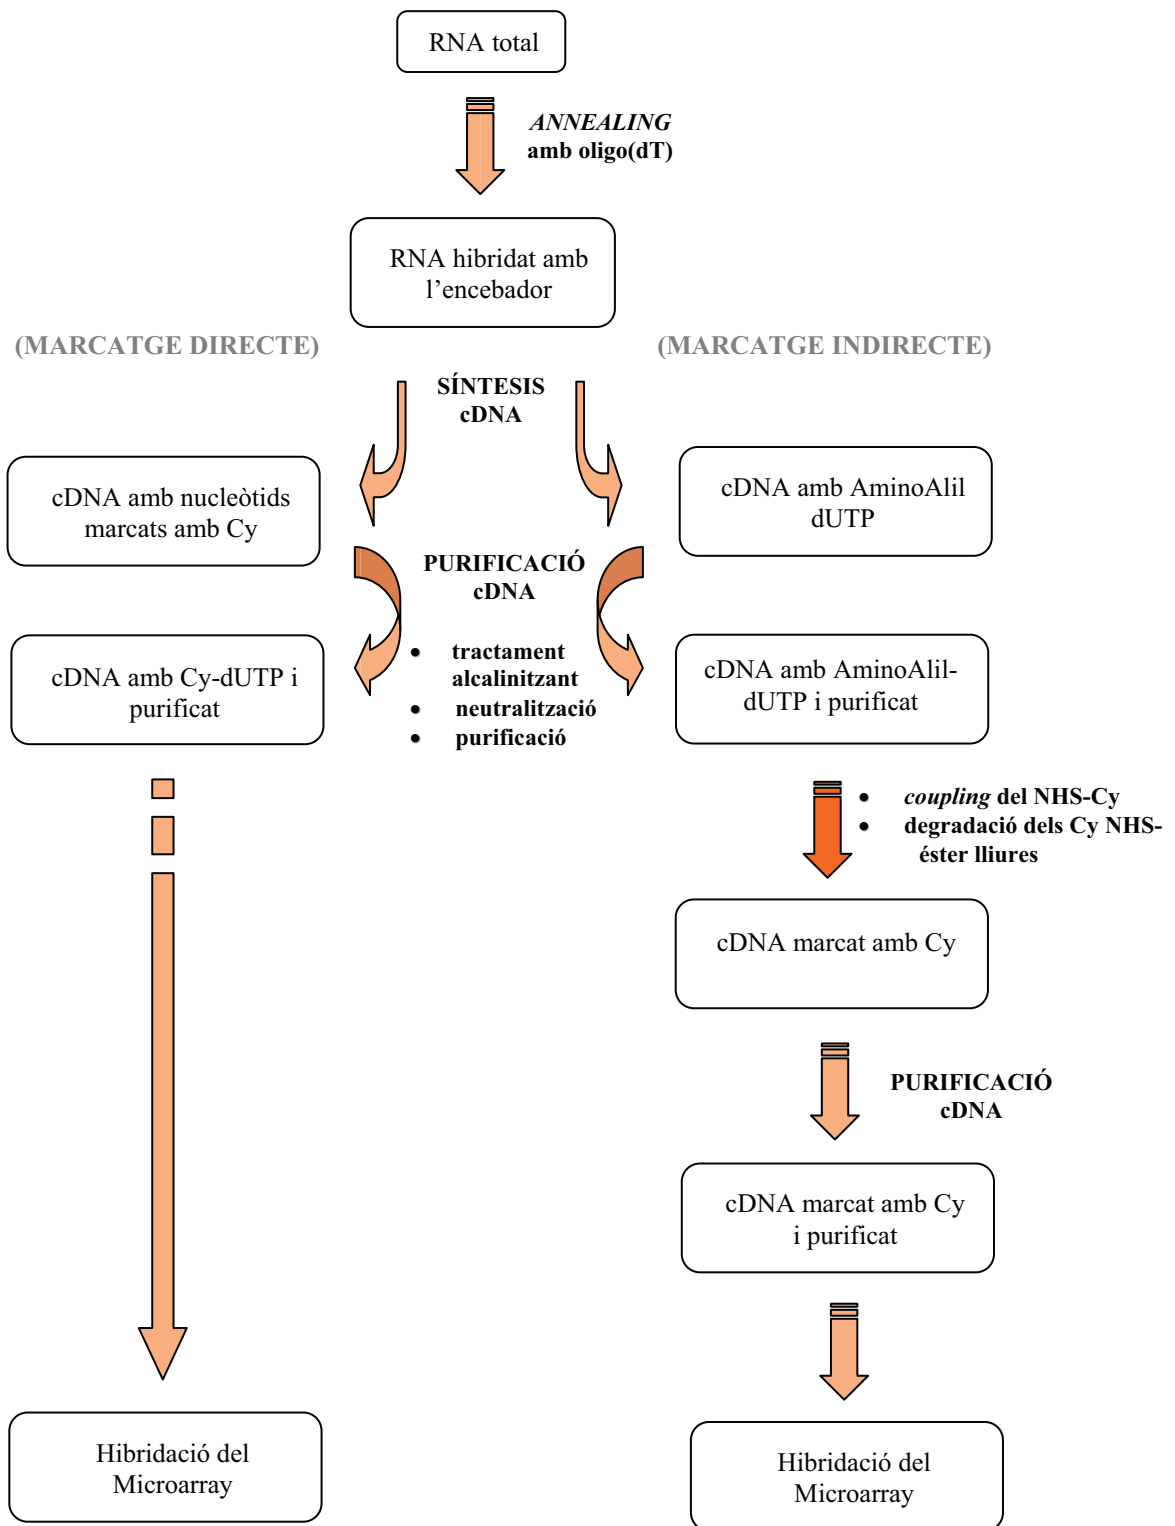 RNA total
ANNEALING
amb oligo(dT)
RNA hibridat amb
l’encebador
(MARCATGE DIRECTE)
(MARCATGE INDIRECTE)
SÍNTESIS
cDNA
cDNA amb nucleòtids
marcats amb Cy
cDNA amb AminoAlil
dUTP
PURIFICACIÓ
cDNA
• tractament
alcalinitzant
• neutralització
• purificació
cDNA amb Cy-dUTP i
purificat
cDNA amb AminoAlil-
dUTP i purificat
• coupling del NHS-Cy
• degradació dels Cy NHS-
éster lliures
cDNA marcat amb Cy
PURIFICACIÓ
cDNA
cDNA marcat amb Cy
i purificat
Hibridació del
Microarray
Hibridació del
Microarray